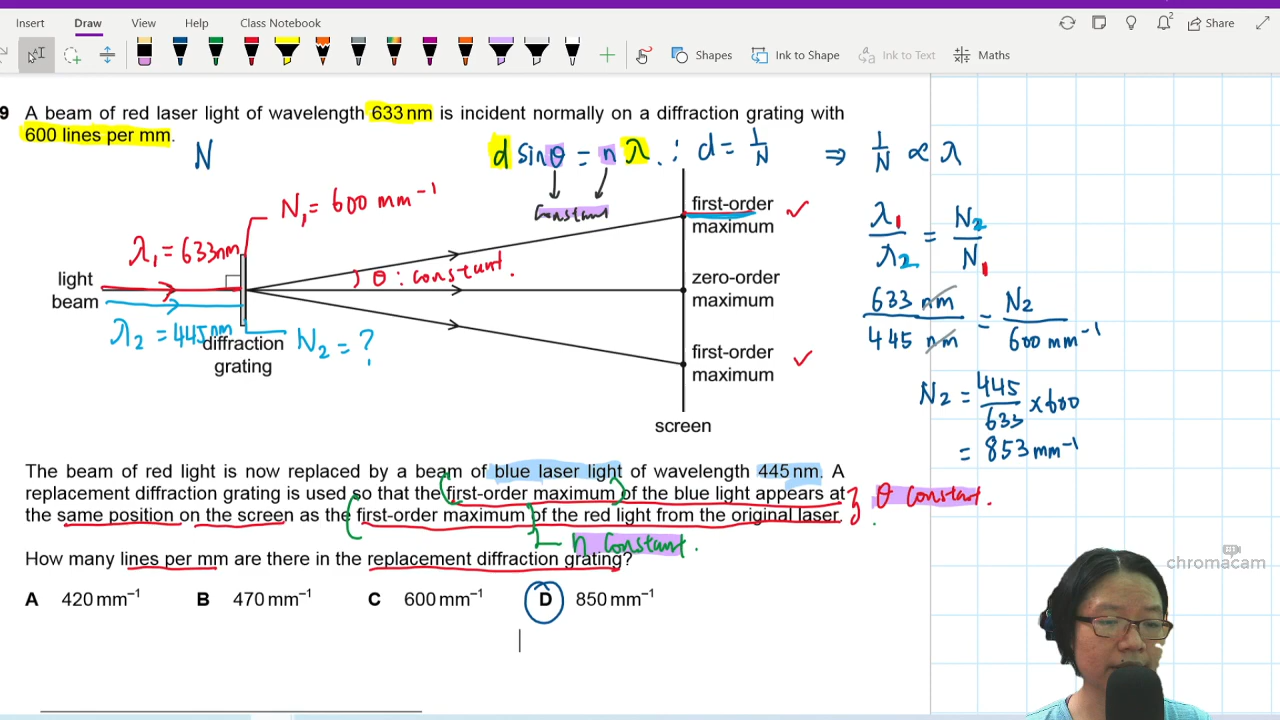 Insert Draw View Help Class Notebook
2
Share
Shapes Ink to Shape Ink to Text Maths
9 A beam of red laser light of wavelength 633 nm is incident normally on a diffraction grating with
600 lines per mm.
N
d sinθ = nλ. ∴ d = 1/N ⇒ 1/N ∝ λ
constant
N₁ = 600 mm⁻¹
λ₁ = 633nm
first-order
maximum
θ : constant.
light
beam
zero-order
maximum
λ₂ = 445nm
diffraction
grating
N₂ = ?
first-order
maximum
screen
λ₁/λ₂ = N₂/N₁
633 nm/445 nm = N₂/600 mm⁻¹
N₂ = 445/633 × 600
= 853 mm⁻¹
The beam of red light is now replaced by a beam of blue laser light of wavelength 445 nm. A
replacement diffraction grating is used so that the first-order maximum of the blue light appears at
the same position on the screen as the first-order maximum of the red light from the original laser.
θ constant.
n constant.
How many lines per mm are there in the replacement diffraction grating?
A 420 mm⁻¹ B 470 mm⁻¹ C 600 mm⁻¹ D 850 mm⁻¹
chromacam